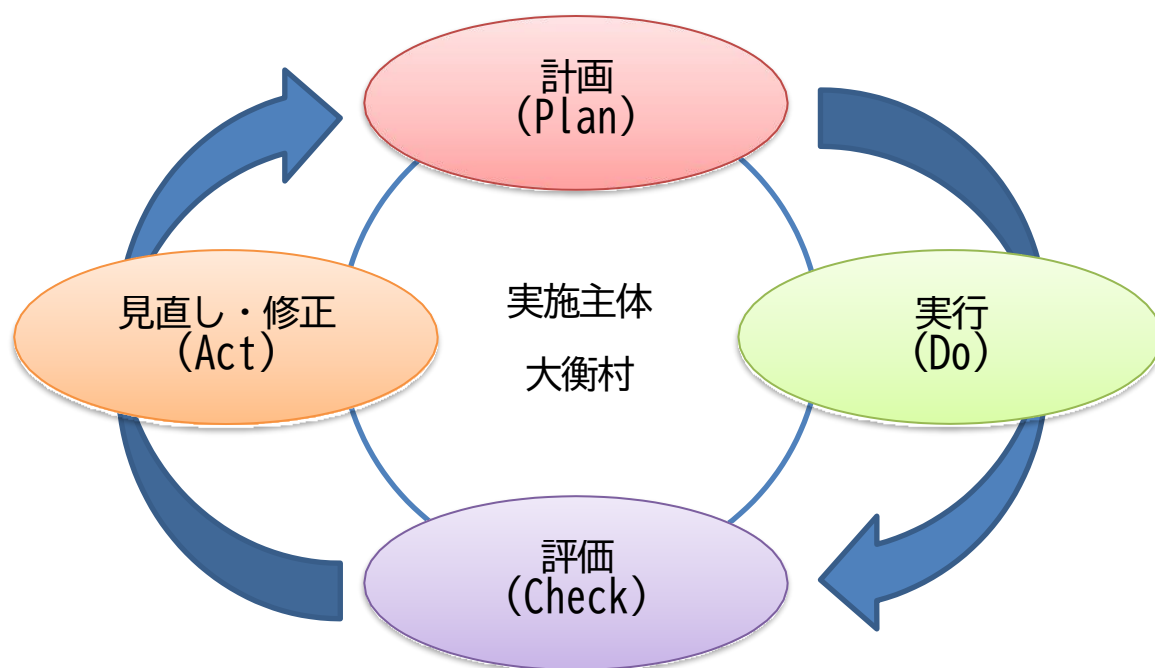 計画
(Plan)
見直し・修正
(Act)
実施主体
大衡村
実行
(Do)
評価
(Check)